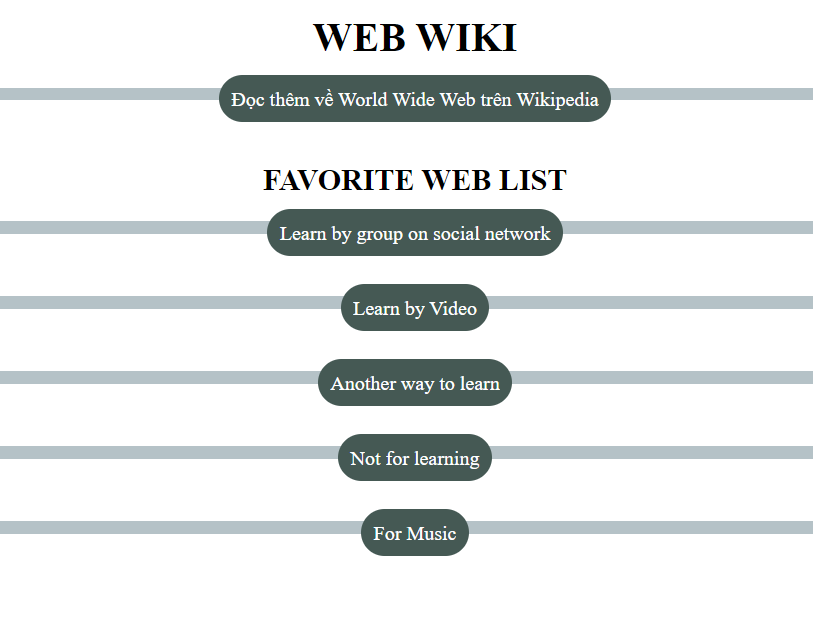 WEB WIKI
Đọc thêm về World Wide Web trên Wikipedia
FAVORITE WEB LIST
Learn by group on social network
Learn by Video
Another way to learn
Not for learning
For Music